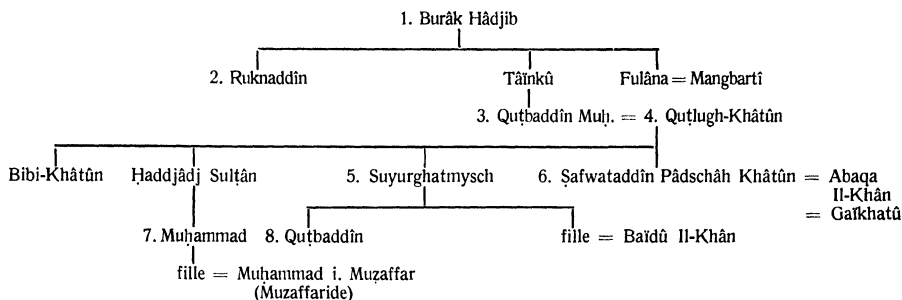 1. Burâk Hâdjib
2. Ruknaddîn Tâïnkû Fulâna = Mangbartî
3. Quṭbaddîn Muḥ. = 4. Quṭlugh-Khâtûn
Bibi-Khâtûn Ḥaddjâdj Sulṭân 5. Suyurghatmysch 6. Ṣafwataddîn Pâdschâh Khâtûn = Abaqa
Il-Khân
= Gaïkhatû
7. Muḥammad 8. Quṭbaddîn fille = Baïdû Il-Khân
fille = Muḥammad i. Muẓaffar
(Muzaffaride)